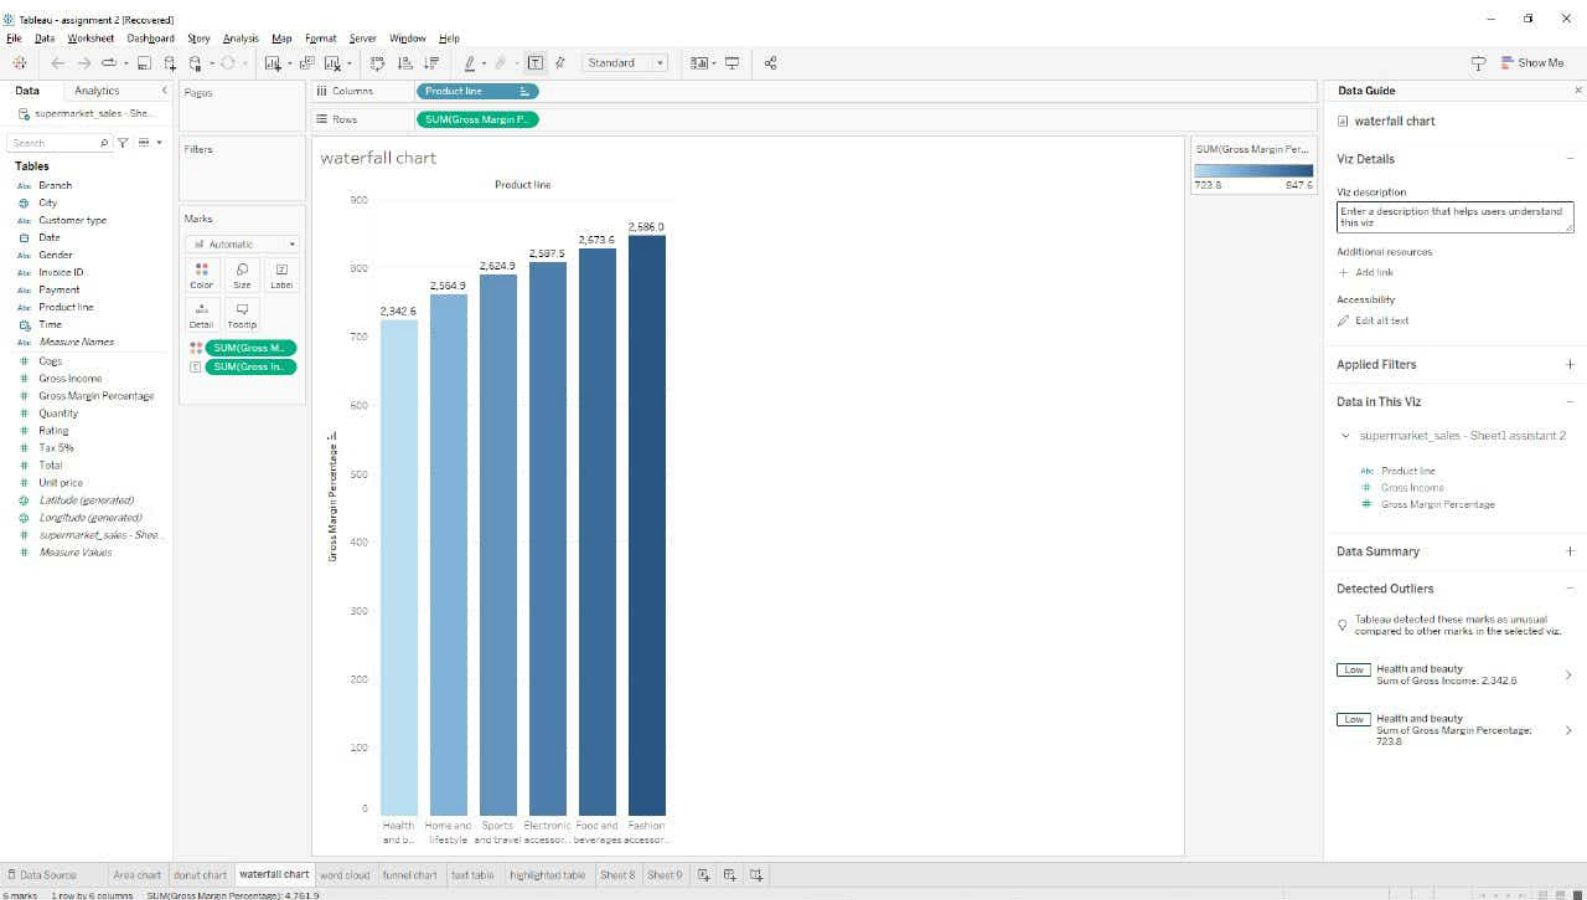 Tableau - assignment 2 [Recovered]
File Data Worksheet Dashboard Story Analysis Map Format Server Window Help
Standard
Show Me
Data Analytics
supermarket_sales - She...
Search
Tables
Abc Branch
City
Abc Customer type
Date
Abc Gender
Abc Invoice ID
Abc Payment
Abc Product line
Time
Abc Measure Names
# Cogs
# Gross Income
# Gross Margin Percentage
# Quantity
# Rating
# Tax 5%
# Total
# Unit price
Latitude (generated)
Longitude (generated)
# supermarket_sales - Shee...
# Measure Values
Pages
Filters
Marks
Automatic
Color Size Label
Detail Tooltip
SUM(Gross M..
SUM(Gross In..
Columns Product line
Rows SUM(Gross Margin P..
waterfall chart
Product line
900
800
700
600
500
400
300
200
100
0
Gross Margin Percentage
2,342.6
2,564.9
2,624.9
2,587.5
2,673.6
2,586.0
Health and b..
Home and lifestyle
Sports and travel
Electronic accessor..
Food and beverages
Fashion accessor..
SUM(Gross Margin Per...
723.8 847.6
Data Guide
waterfall chart
Viz Details
Viz description
Enter a description that helps users understand
this viz
Additional resources
+ Add link
Accessibility
Edit alt text
Applied Filters
Data in This Viz
supermarket_sales - Sheet1 assistant 2
Abc Product line
# Gross Income
# Gross Margin Percentage
Data Summary
Detected Outliers
Tableau detected these marks as unusual
compared to other marks in the selected viz.
Low Health and beauty
Sum of Gross Income: 2,342.6
Low Health and beauty
Sum of Gross Margin Percentage:
723.8
Data Source Area chart donut chart waterfall chart word cloud funnel chart text table highlighted table Sheet 8 Sheet 9
6 marks 1 row by 6 columns SUM(Gross Margin Percentage): 4,761.9